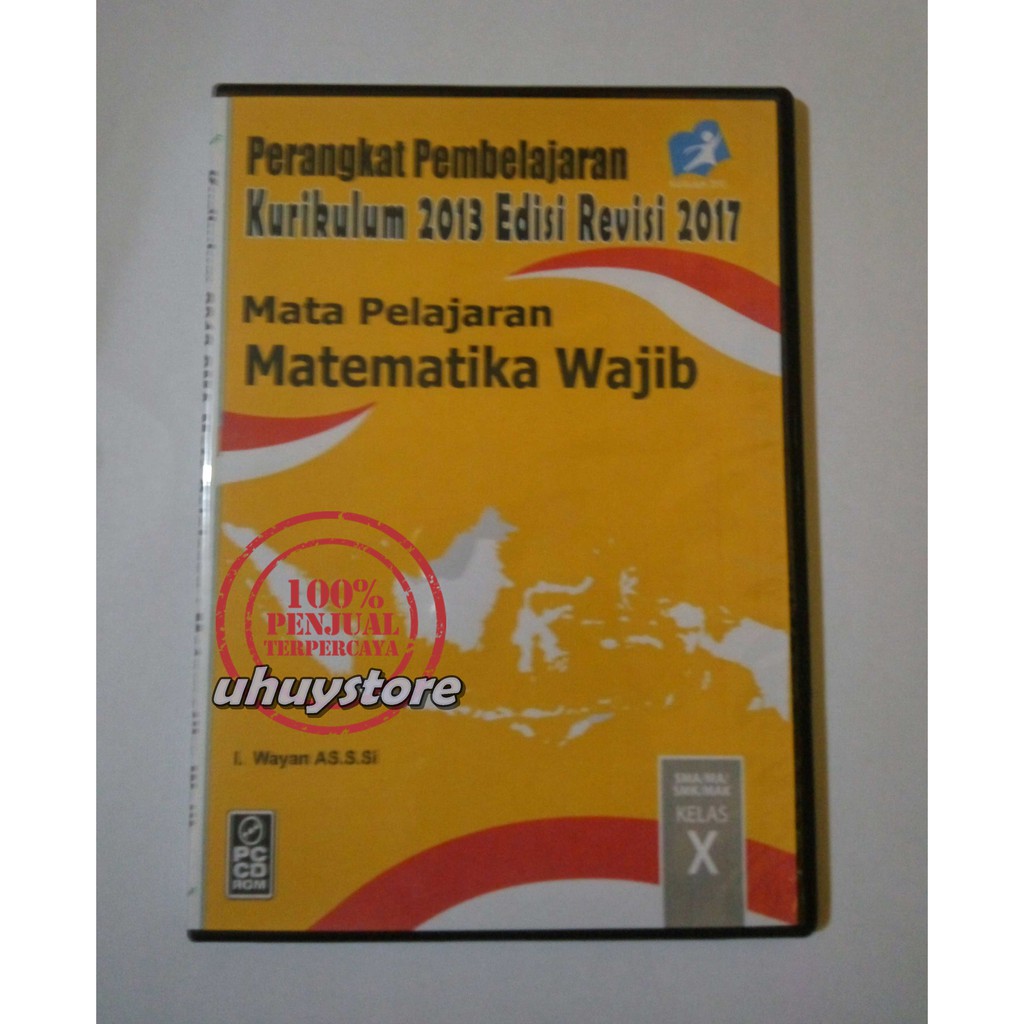 Perangkat Pembelajaran
Kurikulum 2013 Edisi Revisi 2017
Mata Pelajaran
Matematika Wajib
100%
PENJUAL
TERPERCAYA
uhuystore
I. Wayan AS.S.Si
SMA/MA/
SMK/MAK
KELAS
X
PC
CD
ROM